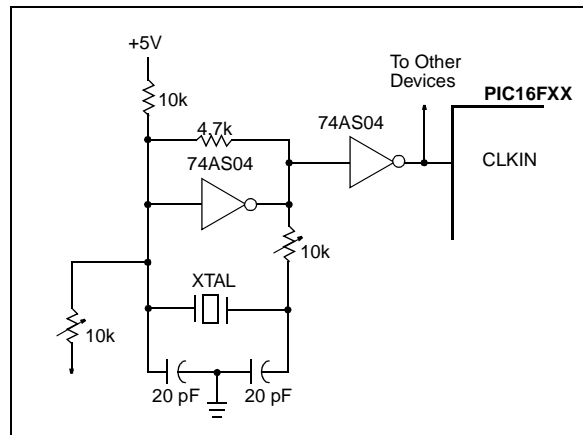 +5V
To Other
Devices
PIC16FXX
10k
4.7k
74AS04
74AS04
CLKIN
10k
XTAL
10k
20 pF
20 pF